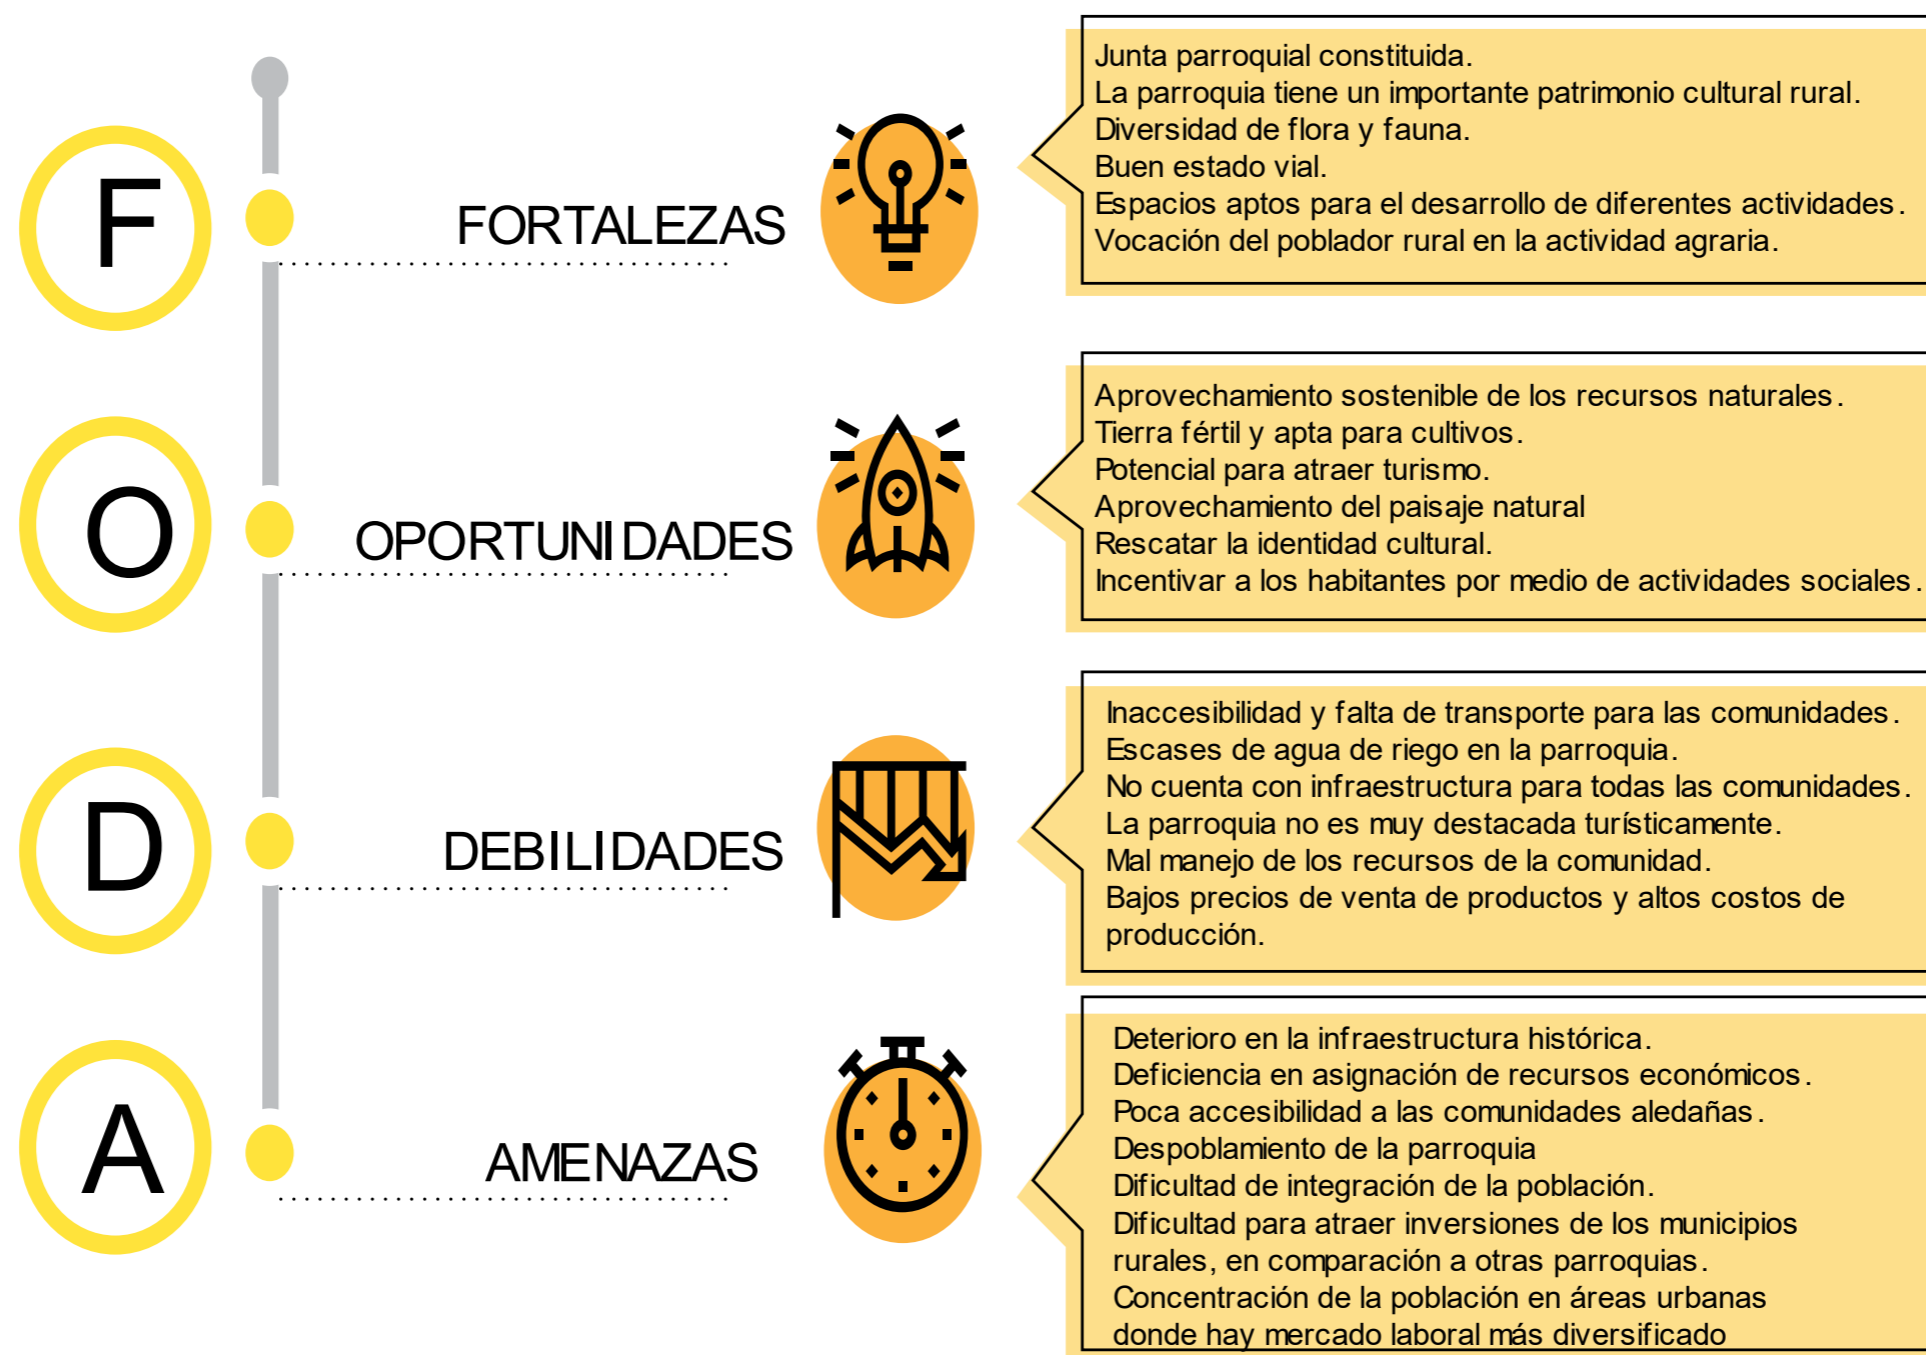 F
FORTALEZAS
Junta parroquial constituida.
La parroquia tiene un importante patrimonio cultural rural.
Diversidad de flora y fauna.
Buen estado vial.
Espacios aptos para el desarrollo de diferentes actividades.
Vocación del poblador rural en la actividad agraria.
O
OPORTUNIDADES
Aprovechamiento sostenible de los recursos naturales.
Tierra fértil y apta para cultivos.
Potencial para atraer turismo.
Aprovechamiento del paisaje natural
Rescatar la identidad cultural.
Incentivar a los habitantes por medio de actividades sociales.
D
DEBILIDADES
Inaccesibilidad y falta de transporte para las comunidades.
Escases de agua de riego en la parroquia.
No cuenta con infraestructura para todas las comunidades.
La parroquia no es muy destacada turísticamente.
Mal manejo de los recursos de la comunidad.
Bajos precios de venta de productos y altos costos de
producción.
A
AMENAZAS
Deterioro en la infraestructura histórica.
Deficiencia en asignación de recursos económicos.
Poca accesibilidad a las comunidades aledañas.
Despoblamiento de la parroquia
Dificultad de integración de la población.
Dificultad para atraer inversiones de los municipios
rurales, en comparación a otras parroquias.
Concentración de la población en áreas urbanas
donde hay mercado laboral más diversificado